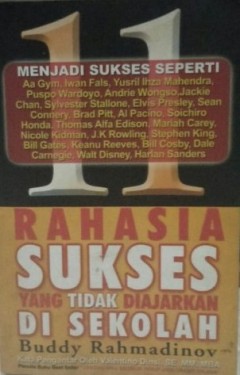 11
MENJADI SUKSES SEPERTI
Aa Gym, Iwan Fals, Yusril Ihza Mahendra,
Puspo Wardoyo, Andrie Wongso, Jackie
Chan, Sylvester Stallone, Elvis Presley, Sean
Connery, Brad Pitt, Al Pacino, Soichiro
Honda, Thomas Alfa Edison, Mariah Carey,
Nicole Kidman, J.K Rowling, Stephen King,
Bill Gates, Keanu Reeves, Bill Cosby, Dale
Carnegie, Walt Disney, Harlan Sanders
RAHASIA
SUKSES
YANG TIDAK DIAJARKAN
DI SEKOLAH
Buddy Rahmadinov
Kata Pengantar Oleh